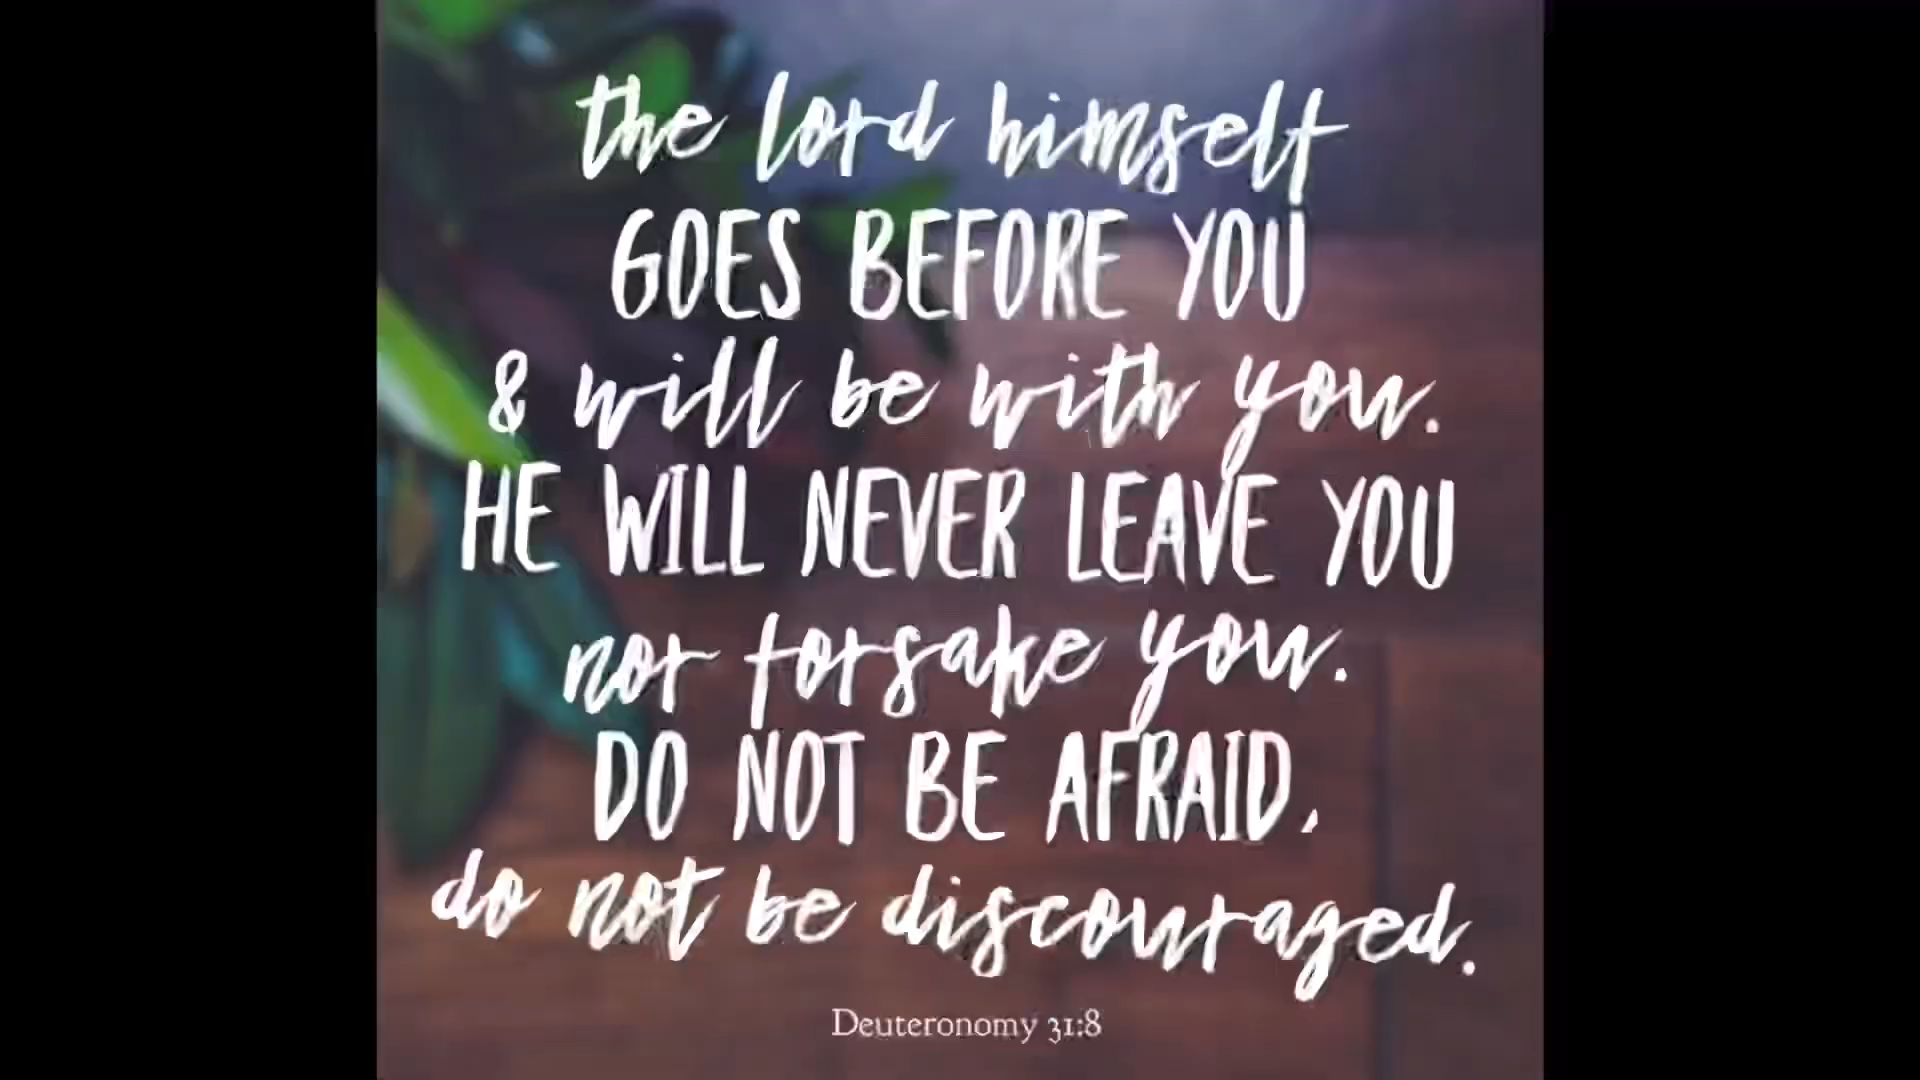 the lord himself
GOES BEFORE YOU
& will be with you.
HE WILL NEVER LEAVE YOU
nor forsake you.
DO NOT BE AFRAID,
do not be discouraged.
Deuteronomy 31:8